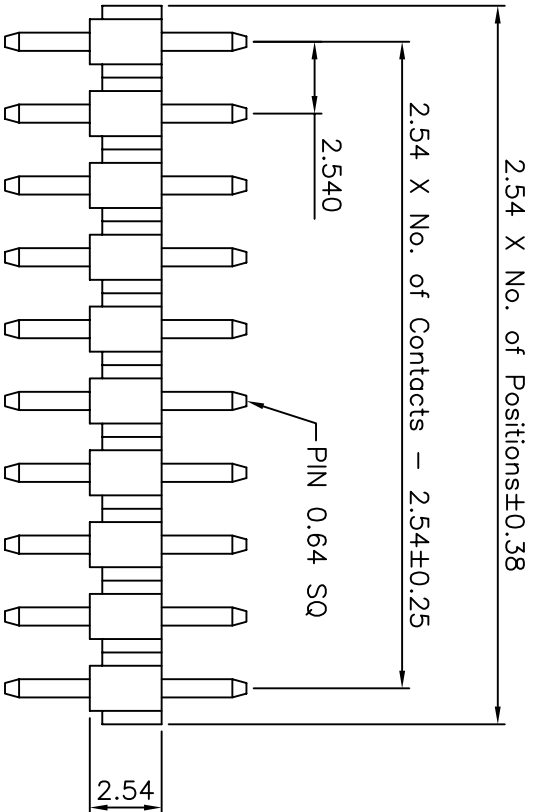 2.54 X No. of Positions±0.38
2.54 X No. of Contacts – 2.54±0.25
2.540
PIN 0.64 SQ
2.54